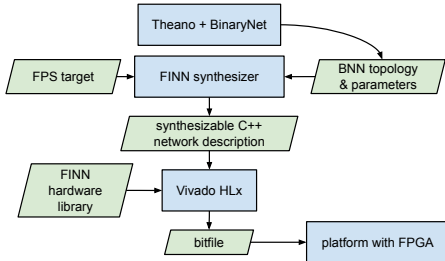 Theano + BinaryNet
FPS target
FINN synthesizer
BNN topology
& parameters
synthesizable C++
network description
FINN
hardware
library
Vivado HLx
bitfile
platform with FPGA